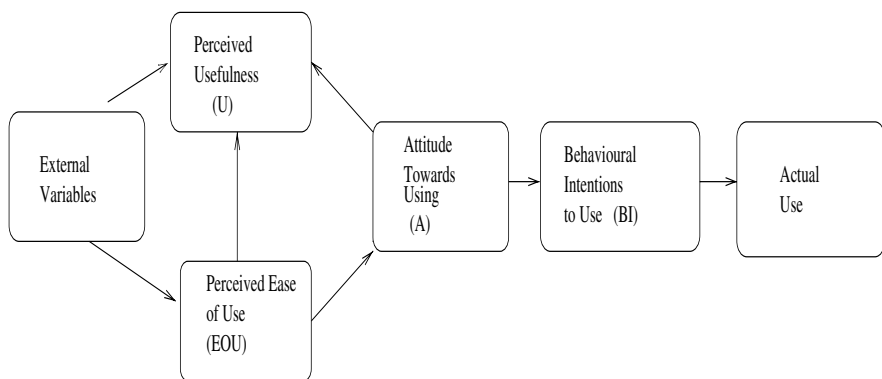 Perceived
Usefulness
(U)
External
Variables
Perceived Ease
of Use
(EOU)
Attitude
Towards
Using
(A)
Behavioural
Intentions
to Use (BI)
Actual
Use